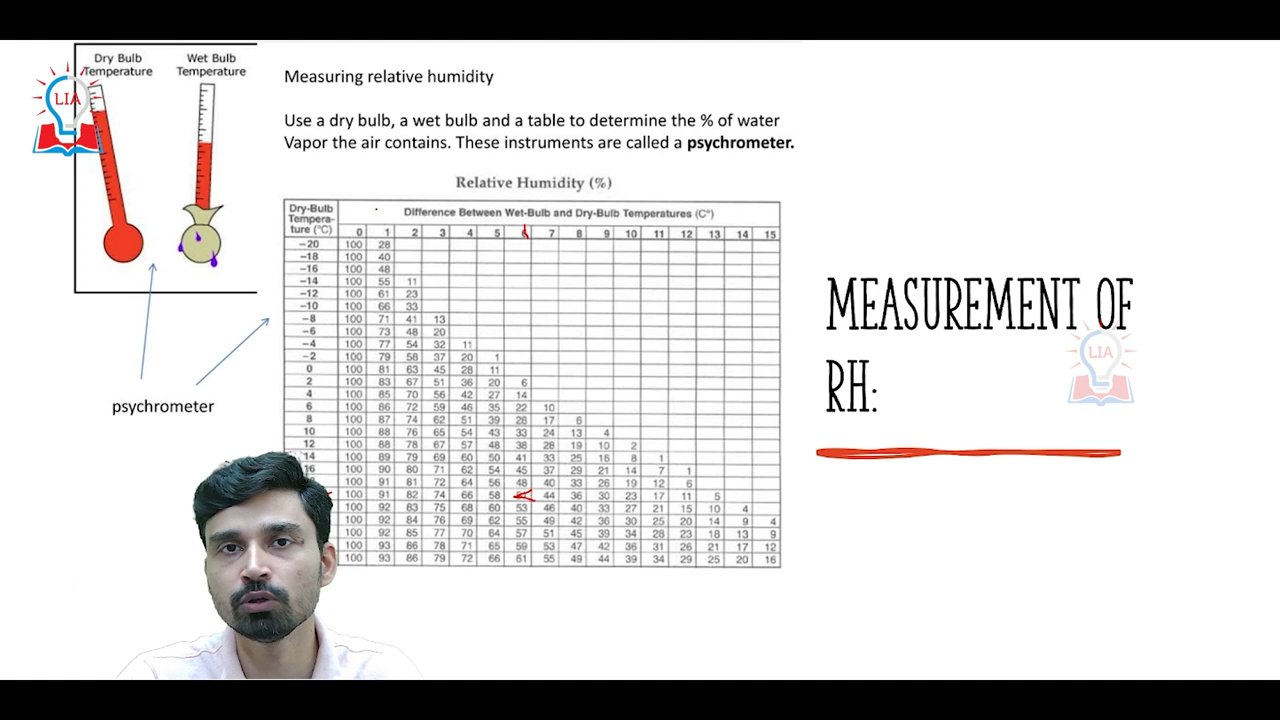 Dry Bulb
Temperature
Wet Bulb
Temperature
LIA
psychrometer
Measuring relative humidity
Use a dry bulb, a wet bulb and a table to determine the % of water
Vapor the air contains. These instruments are called a psychrometer.
Relative Humidity (%)
Dry-Bulb
Tempera-
ture (°C)
Difference Between Wet-Bulb and Dry-Bulb Temperatures (C°)
0 1 2 3 4 5 6 7 8 9 10 11 12 13 14 15
−20 100 28
−18 100 40
−16 100 48
−14 100 55 11
−12 100 61 23
−10 100 66 33
−8 100 71 41 13
−6 100 73 48 20
−4 100 77 54 32 11
−2 100 79 58 37 20 1
0 100 81 63 45 28 11
2 100 83 67 51 36 20 6
4 100 85 70 56 42 27 14
6 100 86 72 59 46 35 22 10
8 100 87 74 62 51 39 28 17 6
10 100 88 76 65 54 43 33 24 13 4
12 100 88 78 67 57 48 38 28 19 10 2
14 100 89 79 69 60 50 41 33 25 16 8 1
16 100 90 80 71 62 54 45 37 29 21 14 7 1
100 91 81 72 64 56 48 40 33 26 19 12 6
100 91 82 74 66 58 44 36 30 23 17 11 5
100 92 83 75 68 60 53 46 40 33 27 21 15 10 4
100 92 84 76 69 62 55 49 42 36 30 25 20 14 9 4
100 92 85 77 70 64 57 51 45 39 34 28 23 18 13 9
100 93 86 78 71 65 59 53 47 42 36 31 26 21 17 12
100 93 86 79 72 66 61 55 49 44 39 34 29 25 20 16
MEASUREMENT OF
RH:
LIA